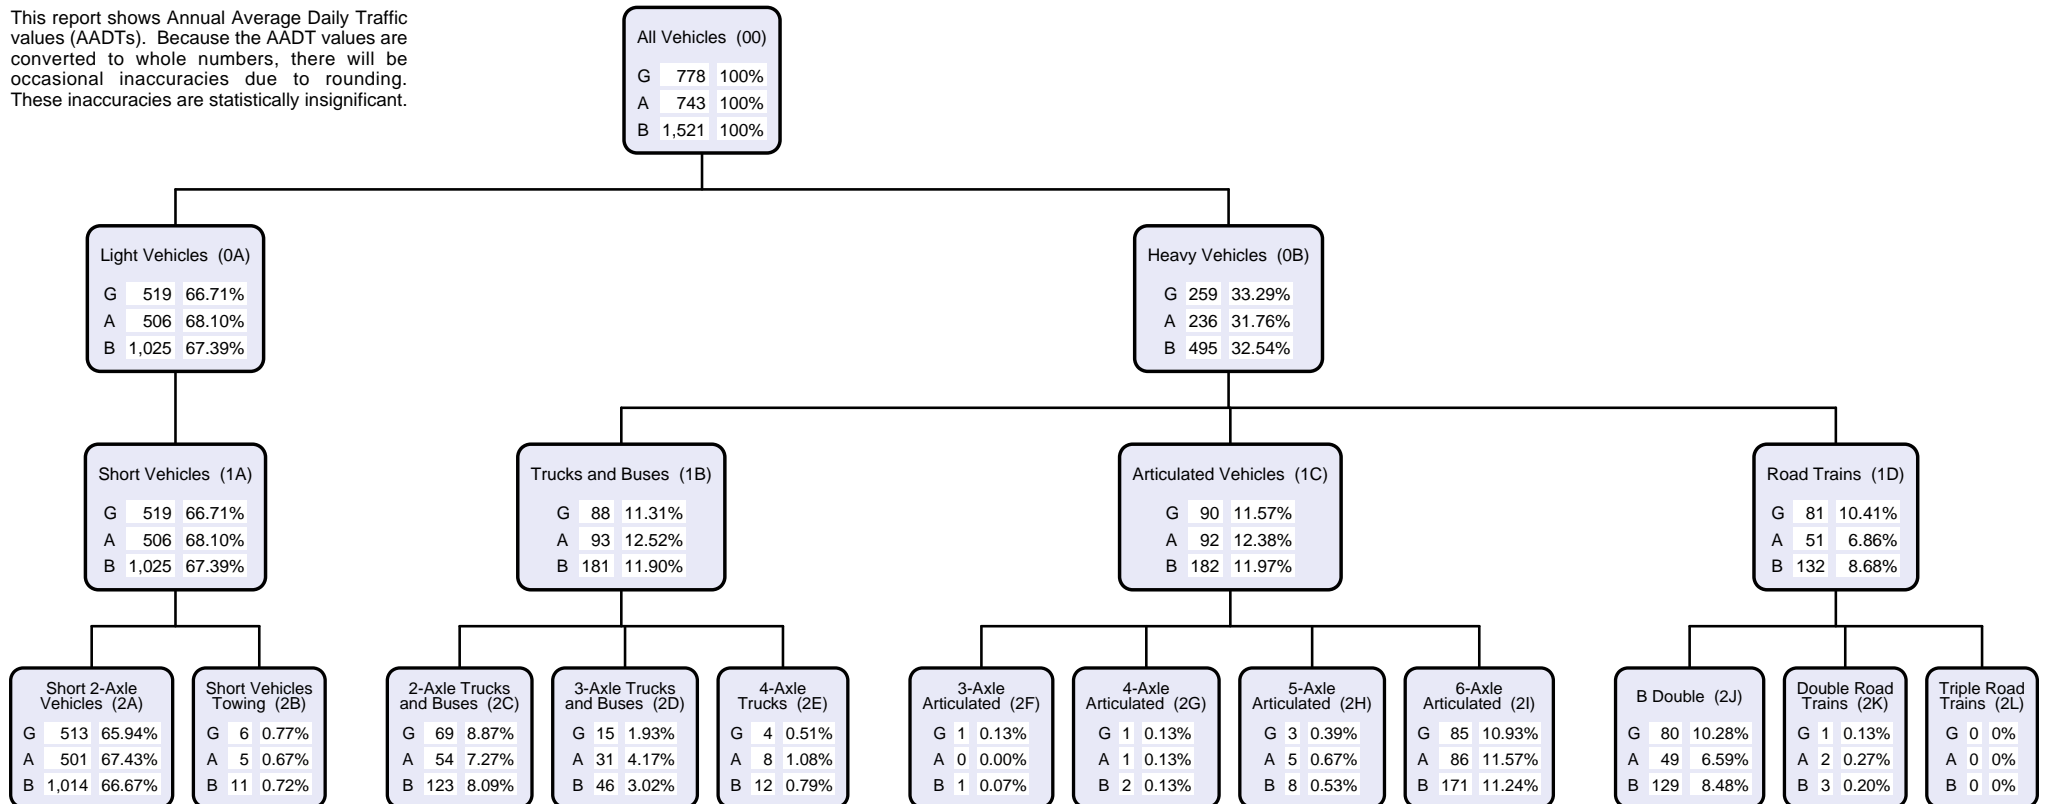 This report shows Annual Average Daily Traffic
values (AADTs). Because the AADT values are
converted to whole numbers, there will be
occasional inaccuracies due to rounding.
These inaccuracies are statistically insignificant.
All Vehicles (00)
G 778 100%
A 743 100%
B 1,521 100%
Light Vehicles (0A)
G 519 66.71%
A 506 68.10%
B 1,025 67.39%
Heavy Vehicles (0B)
G 259 33.29%
A 236 31.76%
B 495 32.54%
Short Vehicles (1A)
G 519 66.71%
A 506 68.10%
B 1,025 67.39%
Trucks and Buses (1B)
G 88 11.31%
A 93 12.52%
B 181 11.90%
Articulated Vehicles (1C)
G 90 11.57%
A 92 12.38%
B 182 11.97%
Road Trains (1D)
G 81 10.41%
A 51 6.86%
B 132 8.68%
Short 2-Axle
Vehicles (2A)
G 513 65.94%
A 501 67.43%
B 1,014 66.67%
Short Vehicles
Towing (2B)
G 6 0.77%
A 5 0.67%
B 11 0.72%
2-Axle Trucks
and Buses (2C)
G 69 8.87%
A 54 7.27%
B 123 8.09%
3-Axle Trucks
and Buses (2D)
G 15 1.93%
A 31 4.17%
B 46 3.02%
4-Axle
Trucks (2E)
G 4 0.51%
A 8 1.08%
B 12 0.79%
3-Axle
Articulated (2F)
G 1 0.13%
A 0 0.00%
B 1 0.07%
4-Axle
Articulated (2G)
G 1 0.13%
A 1 0.13%
B 2 0.13%
5-Axle
Articulated (2H)
G 3 0.39%
A 5 0.67%
B 8 0.53%
6-Axle
Articulated (2I)
G 85 10.93%
A 86 11.57%
B 171 11.24%
B Double (2J)
G 80 10.28%
A 49 6.59%
B 129 8.48%
Double Road
Trains (2K)
G 1 0.13%
A 2 0.27%
B 3 0.20%
Triple Road
Trains (2L)
G 0 0%
A 0 0%
B 0 0%